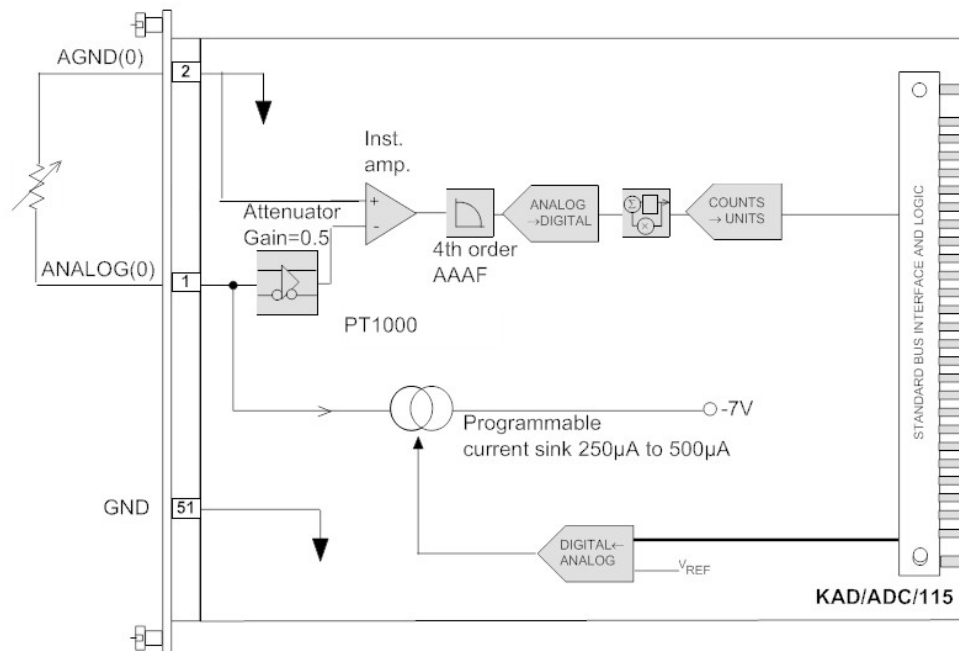 AGND(0)
2
Inst.
amp.
+
-
Attenuator
Gain=0.5
4th order
AAAF
ANALOG
→DIGITAL
Σ
×
COUNTS
→UNITS
ANALOG(0)
1
PT1000
-7V
Programmable
current sink 250µA to 500µA
GND
51
DIGITAL←
ANALOG
VREF
STANDARD BUS INTERFACE AND LOGIC
KAD/ADC/115